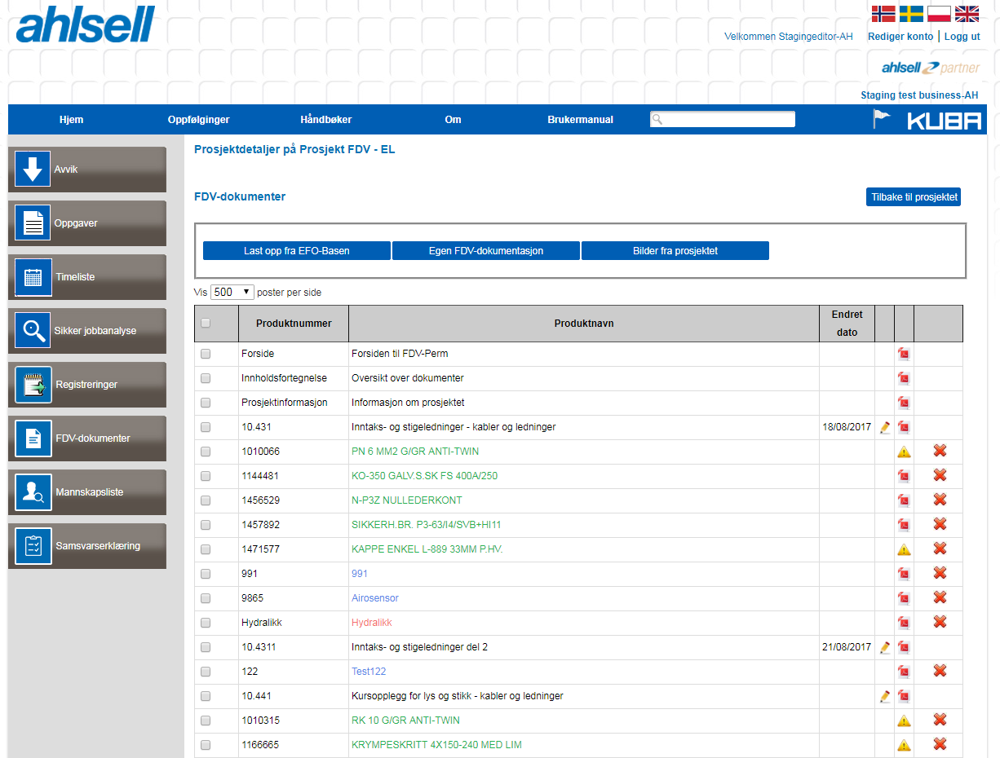 ahlsell
Velkommen Stagingeditor-AH Rediger konto | Logg ut
ahlsell partner
Staging test business-AH
Hjem Oppfølginger Håndbøker Om Brukermanual KUBA
Avvik
Oppgaver
Timeliste
Sikker jobbanalyse
Registreringer
FDV-dokumenter
Mannskapsliste
Samsvarserklæring
Prosjektdetaljer på Prosjekt FDV - EL
FDV-dokumenter Tilbake til prosjektet
Last opp fra EFO-Basen Egen FDV-dokumentasjon Bilder fra prosjektet
Vis 500 poster per side
Produktnummer Produktnavn Endret dato
Forside Forsiden til FDV-Perm
Innholdsfortegnelse Oversikt over dokumenter
Prosjektinformasjon Informasjon om prosjektet
10.431 Inntaks- og stigeledninger - kabler og ledninger 18/08/2017
1010066 PN 6 MM2 G/GR ANTI-TWIN
1144481 KO-350 GALV.S.SK FS 400A/250
1456529 N-P3Z NULLEDERKONT
1457892 SIKKERH.BR. P3-63/I4/SVB+HI11
1471577 KAPPE ENKEL L-889 33MM P.HV.
991 991
9865 Airosensor
Hydralikk Hydralikk
10.4311 Inntaks- og stigeledninger del 2 21/08/2017
122 Test122
10.441 Kursopplegg for lys og stikk - kabler og ledninger
1010315 RK 10 G/GR ANTI-TWIN
1166665 KRYMPESKRITT 4X150-240 MED LIM